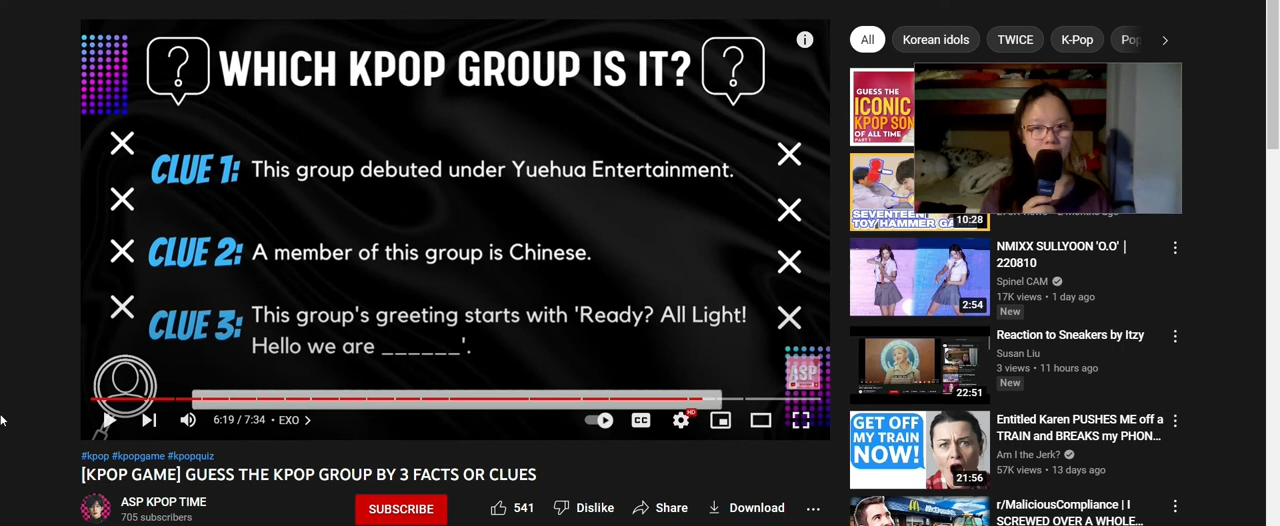 WHICH KPOP GROUP IS IT?
CLUE 1: This group debuted under Yuehua Entertainment.
CLUE 2: A member of this group is Chinese.
CLUE 3: This group's greeting starts with 'Ready? All Light!
Hello we are ______'.
ASP
6:19 / 7:34 • EXO
CC
HD
#kpop #kpopgame #kpopquiz
[KPOP GAME] GUESS THE KPOP GROUP BY 3 FACTS OR CLUES
ASP KPOP TIME
705 subscribers
SUBSCRIBE
541
Dislike
Share
Download
All
Korean idols
TWICE
K-Pop
Pop
GUESS THE
ICONIC
KPOP SON
OF ALL TIME
PART 1
SEVENTEEN
TOY HAMMER GA
10:28
NMIXX SULLYOON 'O.O' |
220810
Spinel CAM
17K views • 1 day ago
New
2:54
Reaction to Sneakers by Itzy
Susan Liu
3 views • 11 hours ago
New
22:51
GET OFF
MY TRAIN
NOW!
21:56
Entitled Karen PUSHES ME off a
TRAIN and BREAKS my PHON...
Am I the Jerk?
57K views • 13 days ago
McDonald's
r/MaliciousCompliance | I
SCREWED OVER A WHOLE...